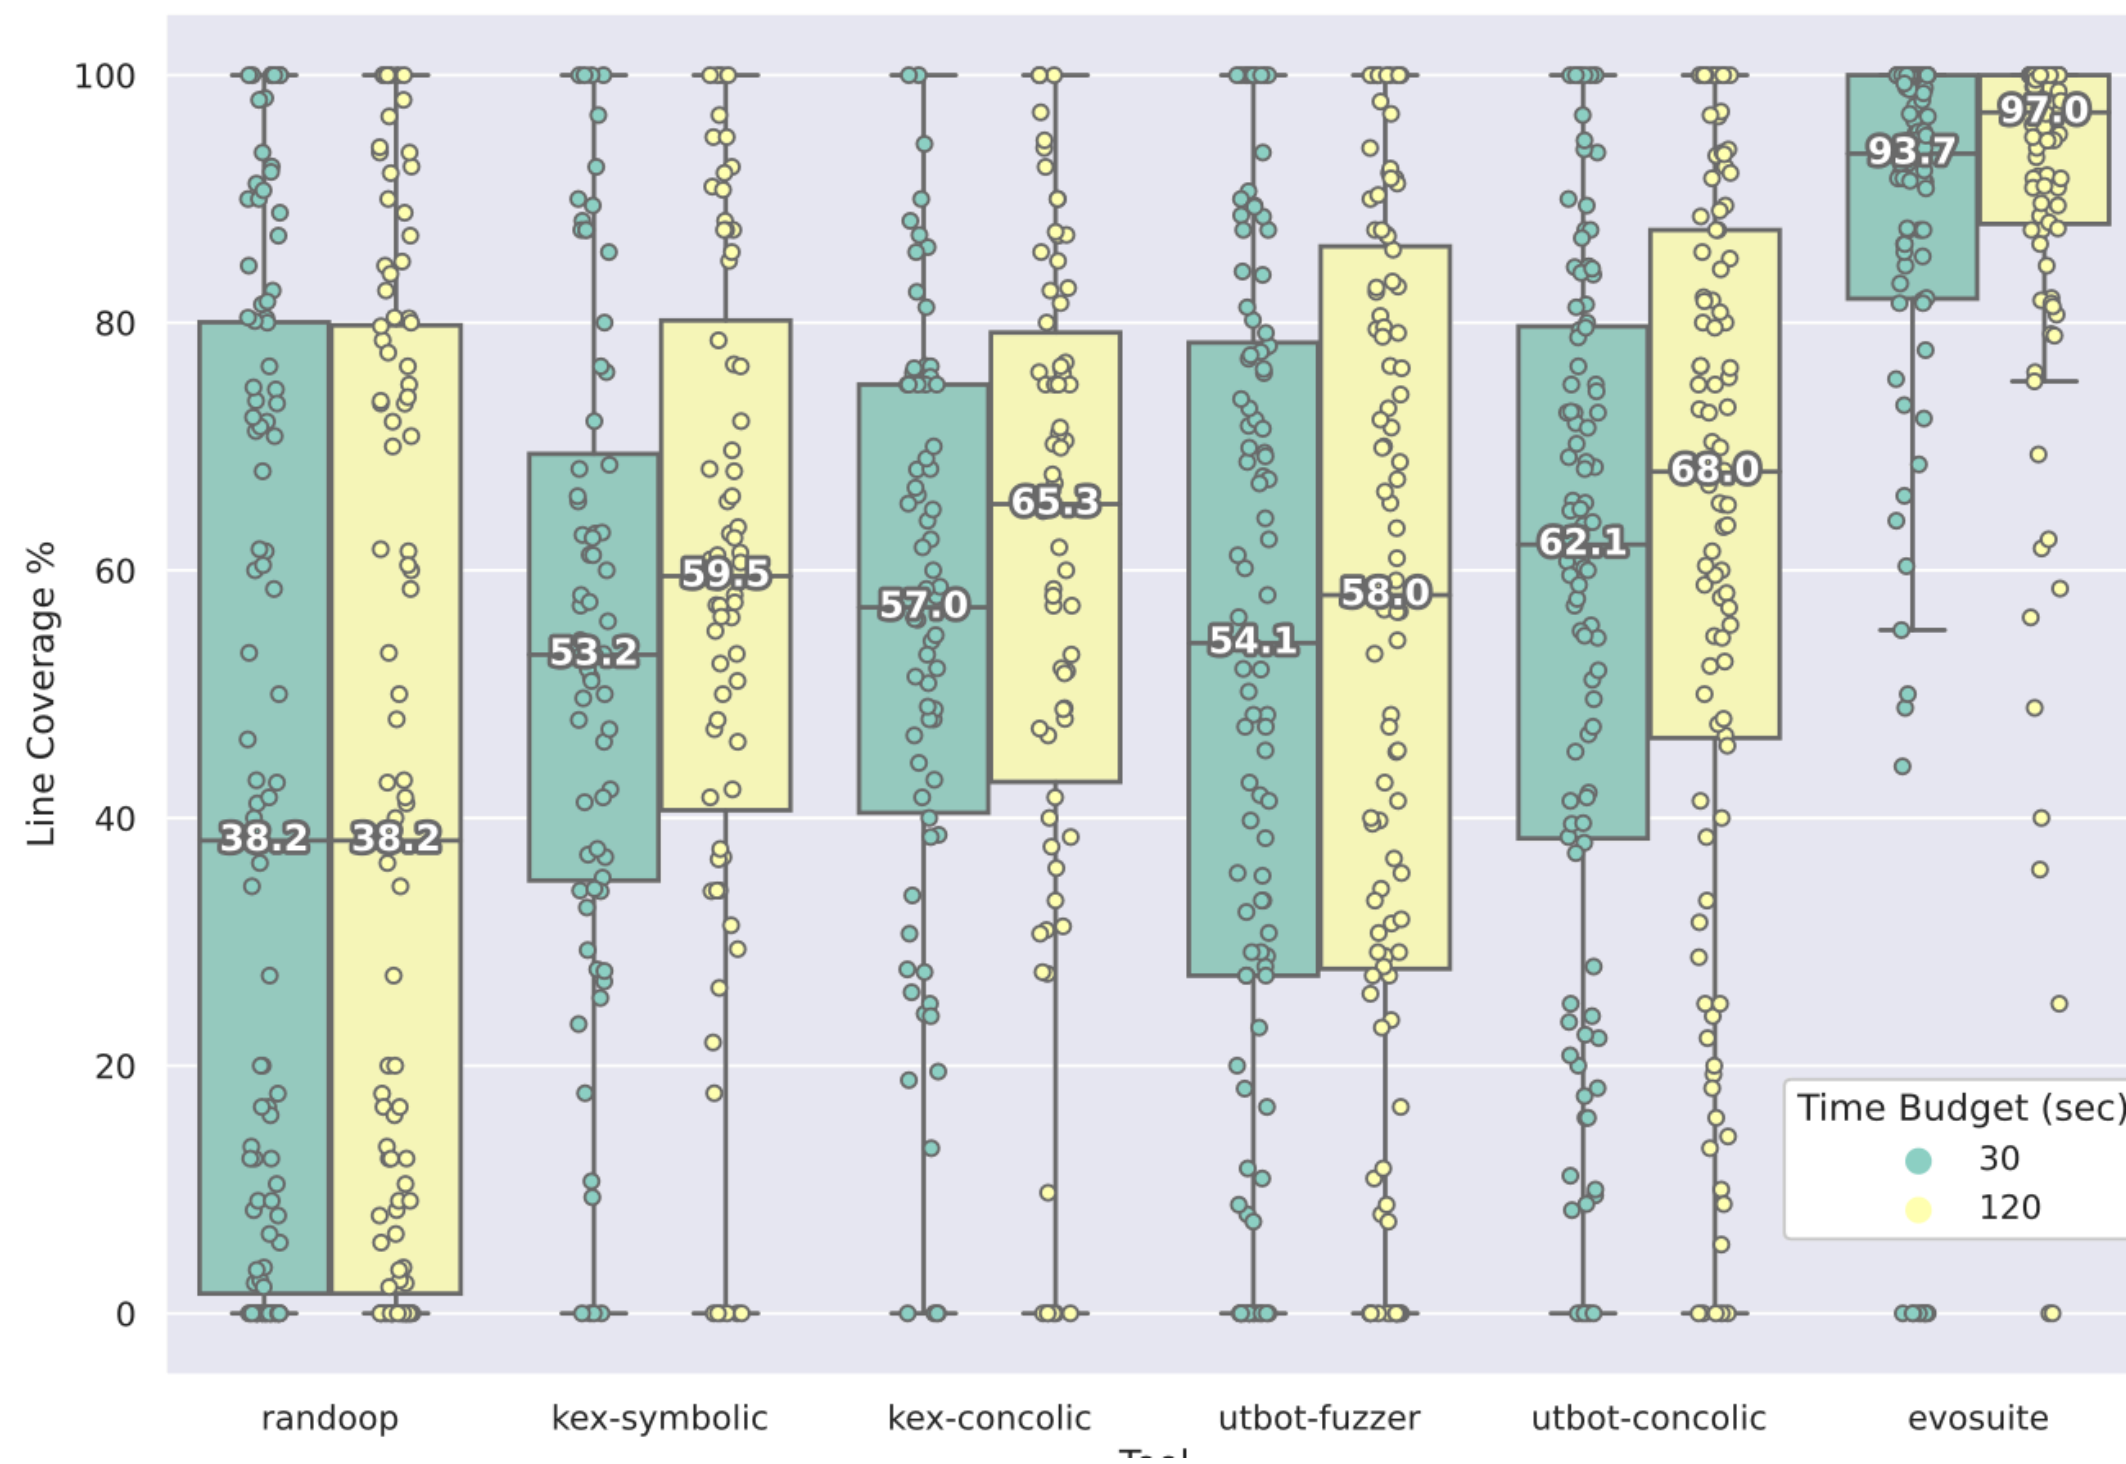 Line Coverage %
100
80
60
40
20
0
38.2
38.2
53.2
59.5
57.0
65.3
54.1
58.0
62.1
68.0
93.7
97.0
Time Budget (sec)
30
120
randoop
kex-symbolic
kex-concolic
utbot-fuzzer
utbot-concolic
evosuite